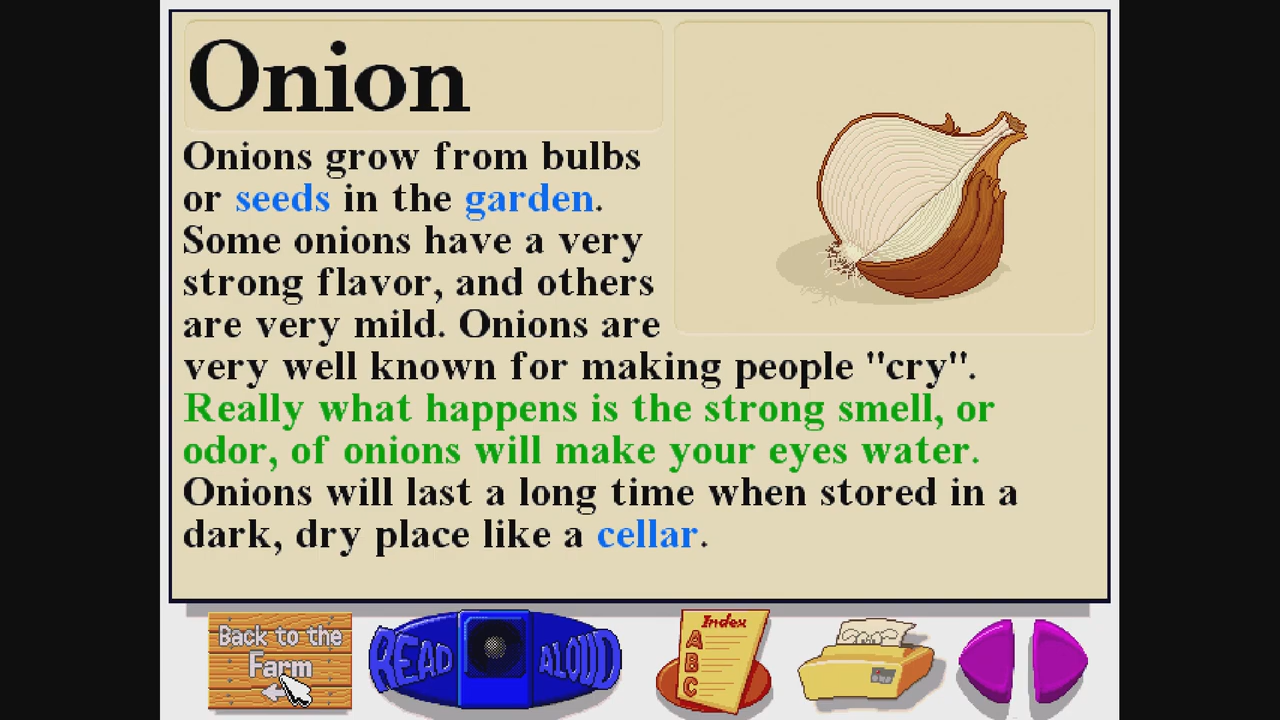 Onion
Onions grow from bulbs
or seeds in the garden.
Some onions have a very
strong flavor, and others
are very mild. Onions are
very well known for making people "cry".
Really what happens is the strong smell, or
odor, of onions will make your eyes water.
Onions will last a long time when stored in a
dark, dry place like a cellar.
Back to the
Farm
READ ALOUD
Index
A
B
C